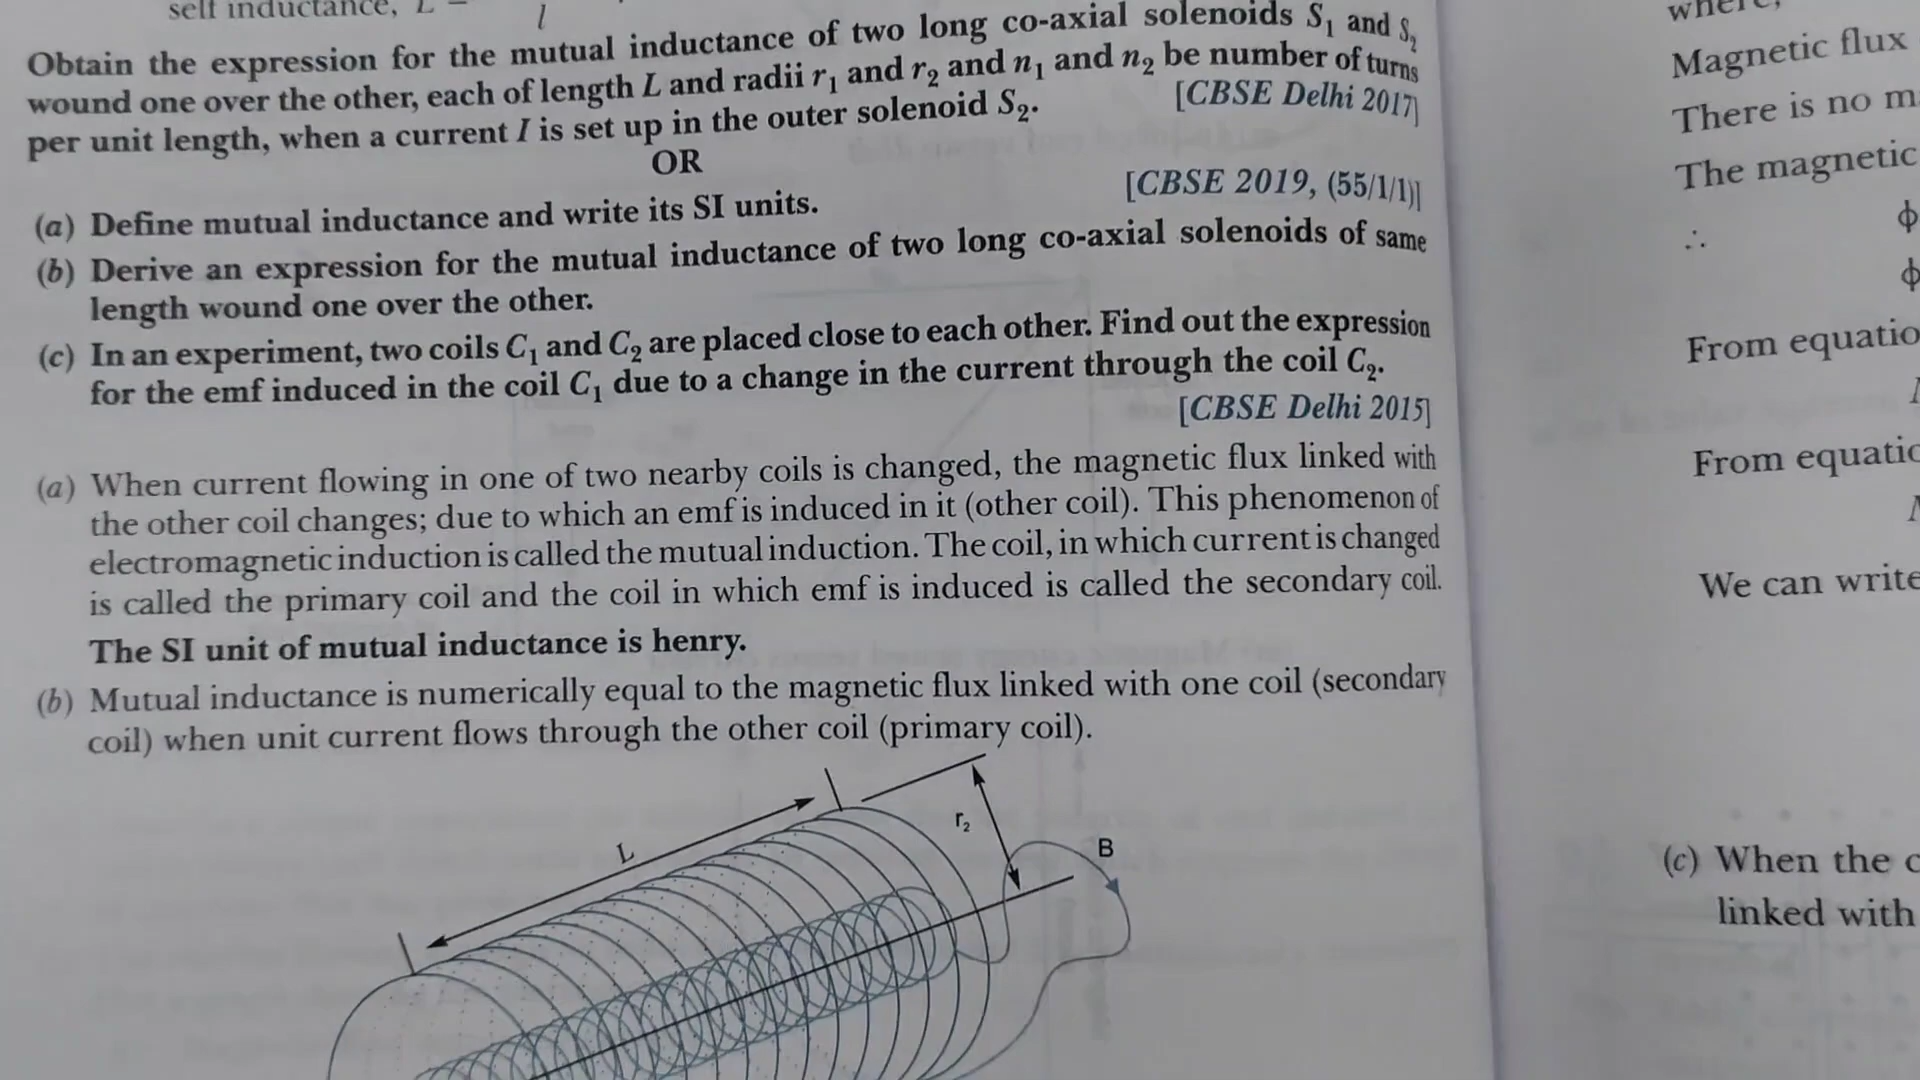 self inductance, L = 
l
Obtain the expression for the mutual inductance of two long co-axial solenoids S₁ and S₂
wound one over the other, each of length L and radii r₁ and r₂ and n₁ and n₂ be number of turns
per unit length, when a current I is set up in the outer solenoid S₂. [CBSE Delhi 2017]
OR
(a) Define mutual inductance and write its SI units. [CBSE 2019, (55/1/1)]
(b) Derive an expression for the mutual inductance of two long co-axial solenoids of same
length wound one over the other.
(c) In an experiment, two coils C₁ and C₂ are placed close to each other. Find out the expression
for the emf induced in the coil C₁ due to a change in the current through the coil C₂.
[CBSE Delhi 2015]
(a) When current flowing in one of two nearby coils is changed, the magnetic flux linked with
the other coil changes; due to which an emf is induced in it (other coil). This phenomenon of
electromagnetic induction is called the mutual induction. The coil, in which current is changed
is called the primary coil and the coil in which emf is induced is called the secondary coil.
The SI unit of mutual inductance is henry.
(b) Mutual inductance is numerically equal to the magnetic flux linked with one coil (secondary
coil) when unit current flows through the other coil (primary coil).
L
r₂
B
where,
Magnetic flux
There is no
The magnetic
∴ ϕ
ϕ
From
From
We can write
(c) When the
linked with